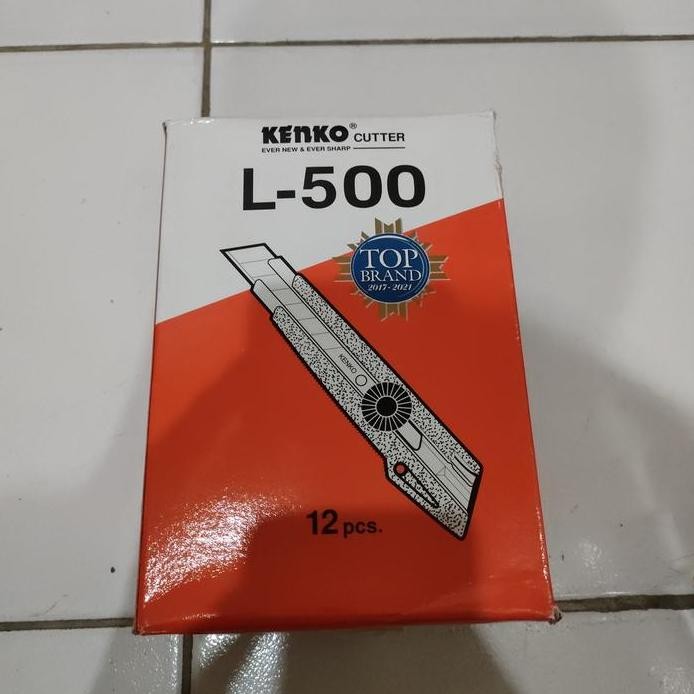 KENKO® CUTTER
EVER NEW & EVER SHARP
L-500
TOP
BRAND
2017-2021
KENKO
12 pcs.